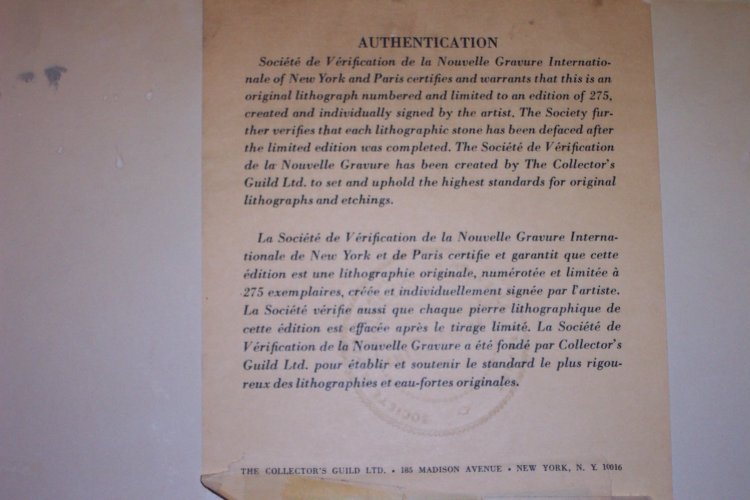 AUTHENTICATION
Société de Vérification de la Nouvelle Gravure Internatio-
nale of New York and Paris certifies and warrants that this is an
original lithograph numbered and limited to an edition of 275,
created and individually signed by the artist. The Society fur-
ther verifies that each lithographic stone has been defaced after
the limited edition was completed. The Société de Vérification
de la Nouvelle Gravure has been created by The Collector's
Guild Ltd. to set and uphold the highest standards for original
lithographs and etchings.
La Société de Vérification de la Nouvelle Gravure Interna-
tionale de New York et de Paris certifie et garantit que cette
édition est une lithographie originale, numérotée et limitée à
275 exemplaires, créée et individuellement signée par l'artiste.
La Société vérifie aussi que chaque pierre lithographique de
cette édition est effacée après le tirage limité. La Société de
Vérification de la Nouvelle Gravure a été fondé par Collector's
Guild Ltd. pour établir et soutenir le standard le plus rigou-
reux des lithographies et eau-fortes originales.
SOCIETE
THE COLLECTOR'S GUILD LTD. • 185 MADISON AVENUE • NEW YORK, N. Y. 10016